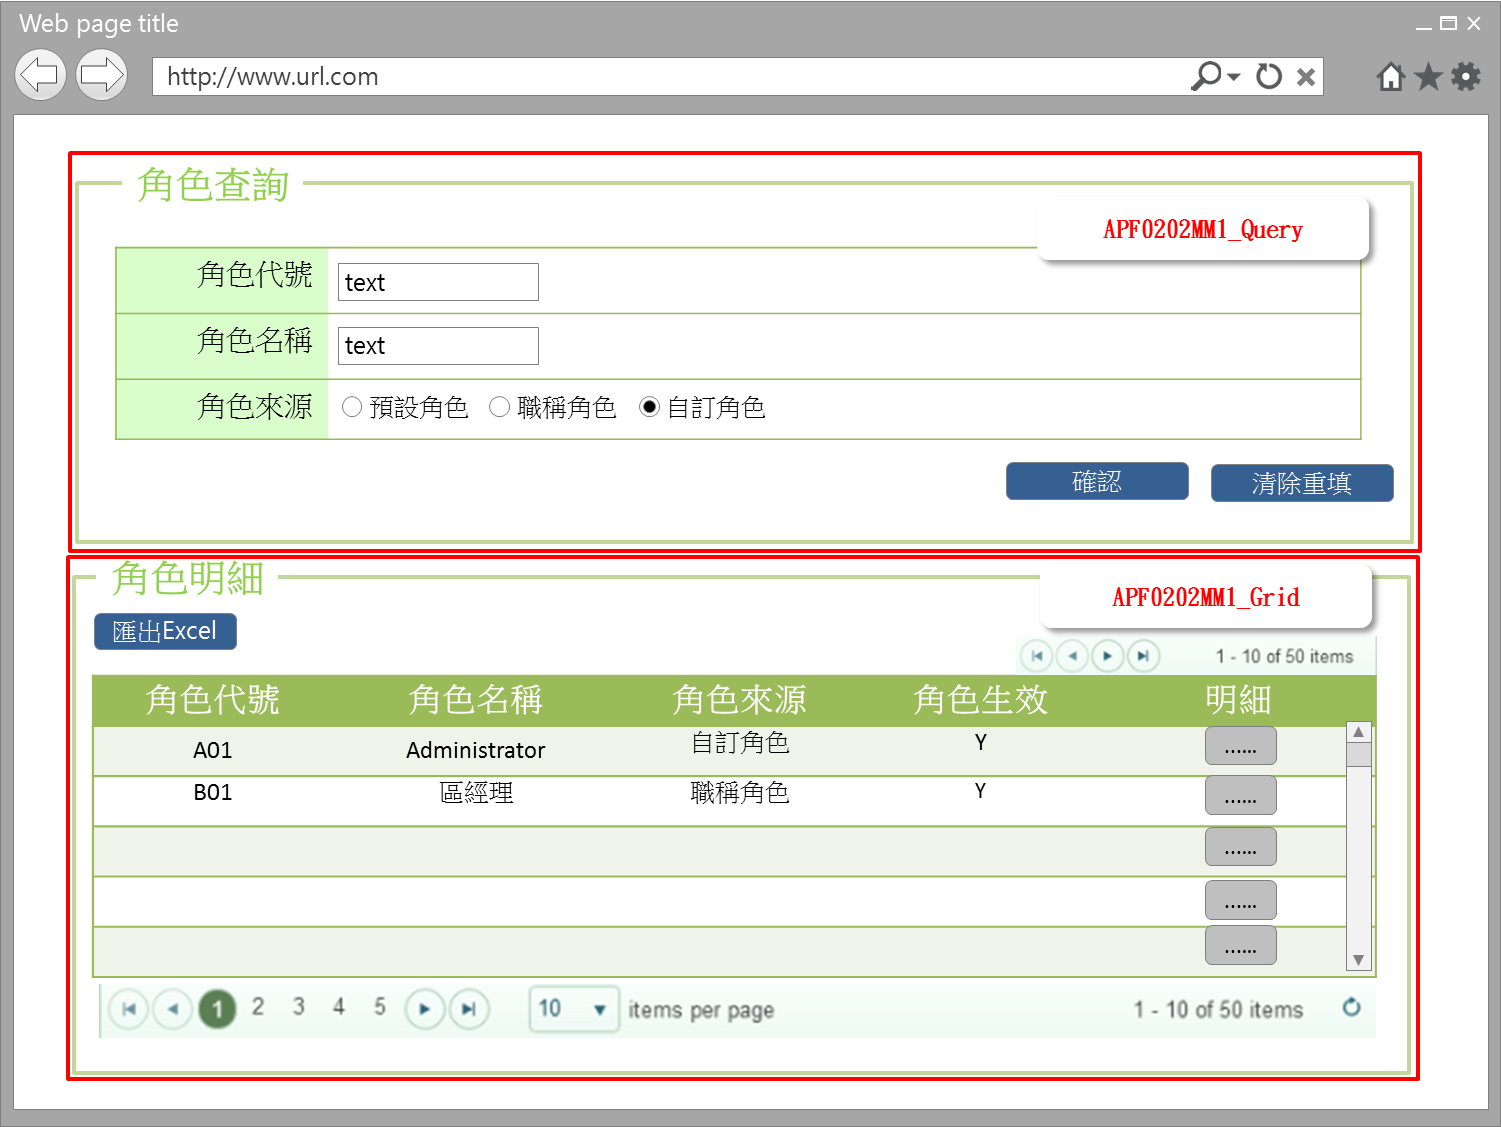 Web page title
http://www.url.com
角色查詢
APF0202MM1_Query
角色代號 text
角色名稱 text
角色來源 預設角色 職稱角色 自訂角色
確認 清除重填
角色明細
APF0202MM1_Grid
匯出Excel
1 - 10 of 50 items
角色代號 角色名稱 角色來源 角色生效 明細
A01 Administrator 自訂角色 Y ......
B01 區經理 職稱角色 Y ......
......
......
......
1 2 3 4 5 10 items per page 1 - 10 of 50 items